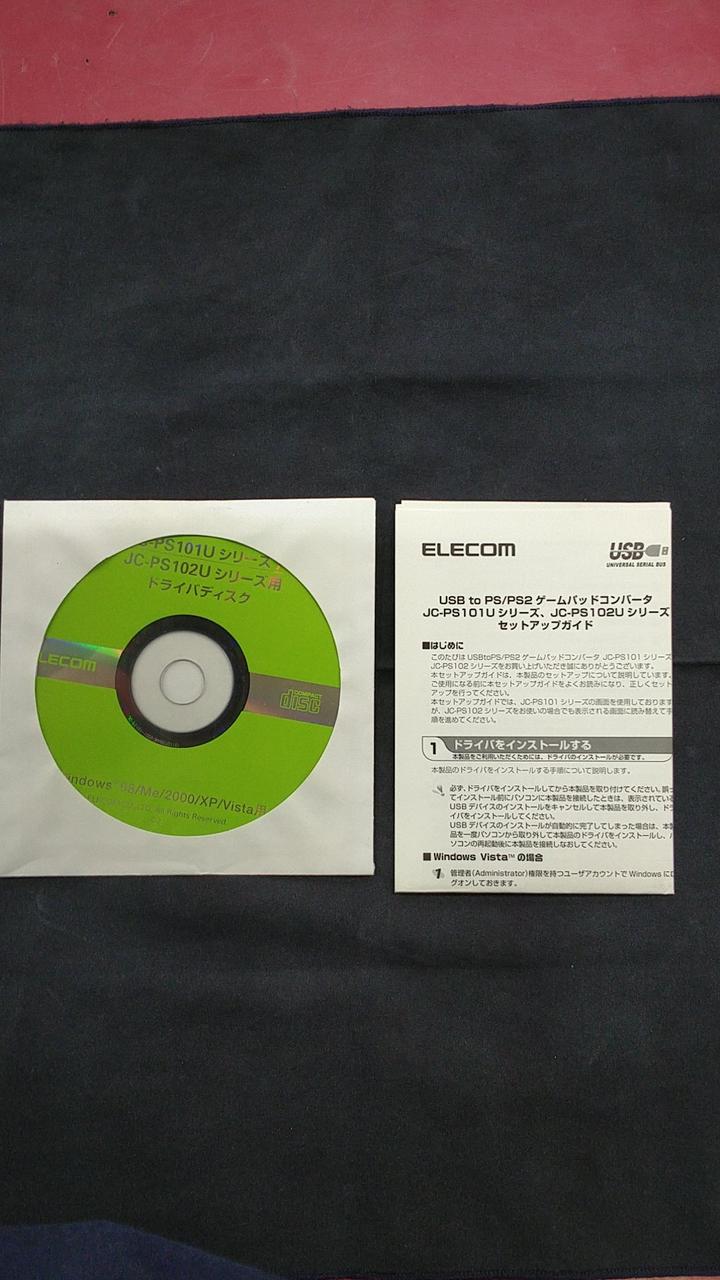 JC-PS101U シリーズ
JC-PS102U シリーズ用
ドライバディスク
ELECOM
COMPACT
disc
Windows 98/Me/2000/XP/Vista用
ELECOM CO.,LTD. All Rights Reserved.
ELECOM
USB
UNIVERSAL SERIAL BUS
USB to PS/PS2 ゲームパッドコンバータ
JC-PS101U シリーズ、JC-PS102U シリーズ
セットアップガイド
■はじめに
このたびは USBtoPS/PS2 ゲームパッドコンバータ JC-PS101 シリーズ
JC-PS102 シリーズをお買い上げいただき誠にありがとうございます。
本セットアップガイドは、本製品のセットアップについて説明しています。
ご使用になる前に本セットアップガイドをよくお読みになり、正しくセット
アップを行ってください。
本セットアップガイドでは、JC-PS101 シリーズの画面を使用しております
が、JC-PS102 シリーズをお使いの場合でも表示される画面に読み替えて手
順を進めてください。
1 ドライバをインストールする
本製品をご利用いただくためには、ドライバのインストールが必要です。
本製品のドライバをインストールする手順について説明します。
必ず、ドライバをインストールしてから本製品を取り付けてください。誤っ
てインストール前にパソコンに本製品を接続したときは、表示されている
USB デバイスのインストールをキャンセルして本製品を取り外し、ドラ
イバをインストールしてください。
USB デバイスのインストールが自動的に完了してしまった場合は、本製
品を一度パソコンから取り外して本製品のドライバをインストールし、
ソコンの再起動後に本製品を接続しなおしてください。
■ Windows Vista™ の場合
1 管理者(Administrator)権限を持つユーザアカウントで Windows にロ
グオンしておきます。